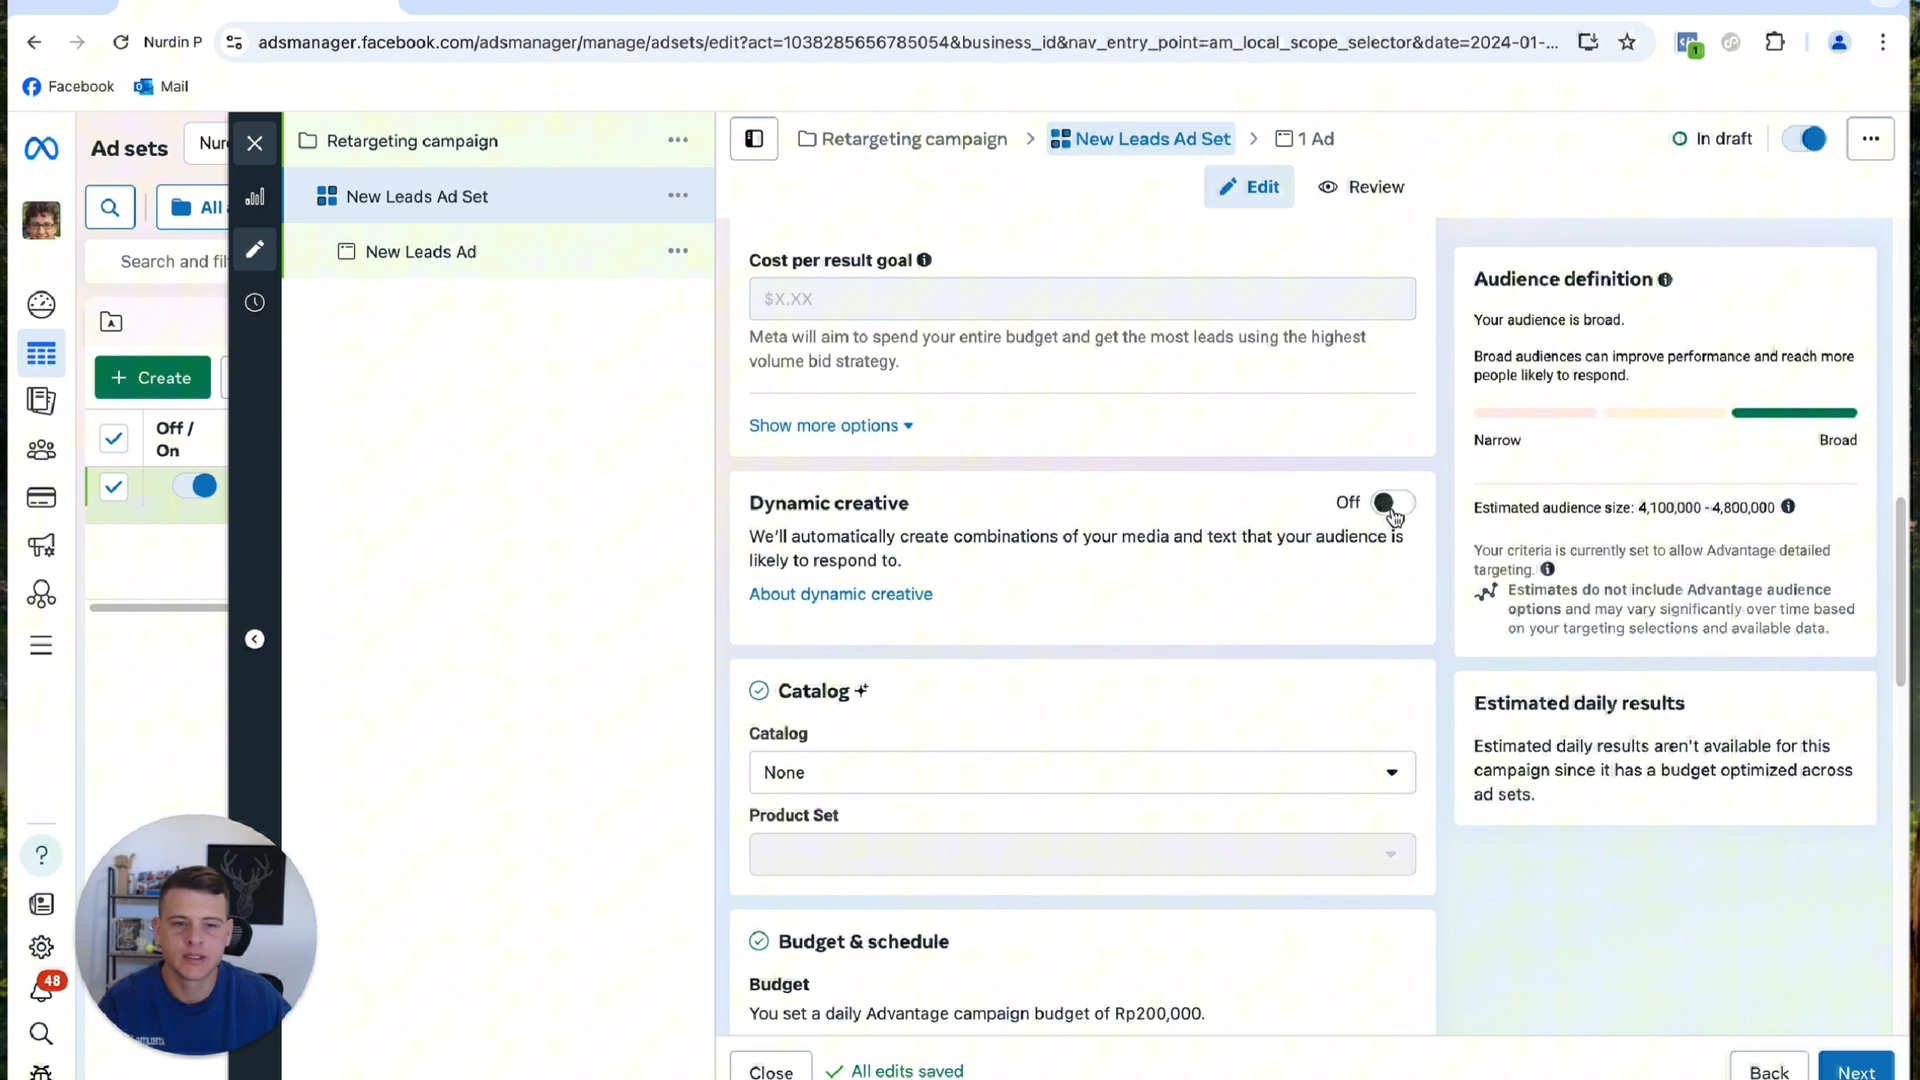 Nurdin P
adsmanager.facebook.com/adsmanager/manage/adsets/edit?act=1038285656785054&business_id&nav_entry_point=am_local_scope_selector&date=2024-01-...
1
Facebook
Mail
Ad sets
Nur
Retargeting campaign
New Leads Ad Set
New Leads Ad
All
Search and fil
Create
Off /
On
48
Retargeting campaign
New Leads Ad Set
1 Ad
In draft
Edit
Review
Cost per result goal
$X.XX
Meta will aim to spend your entire budget and get the most leads using the highest
volume bid strategy.
Show more options
Dynamic creative
Off
We'll automatically create combinations of your media and text that your audience is
likely to respond to.
About dynamic creative
Catalog
Catalog
None
Product Set
Budget & schedule
Budget
You set a daily Advantage campaign budget of Rp200,000.
Close
All edits saved
Back
Next
Audience definition
Your audience is broad.
Broad audiences can improve performance and reach more
people likely to respond.
Narrow
Broad
Estimated audience size: 4,100,000 - 4,800,000
Your criteria is currently set to allow Advantage detailed
targeting.
Estimates do not include Advantage audience
options and may vary significantly over time based
on your targeting selections and available data.
Estimated daily results
Estimated daily results aren't available for this
campaign since it has a budget optimized across
ad sets.